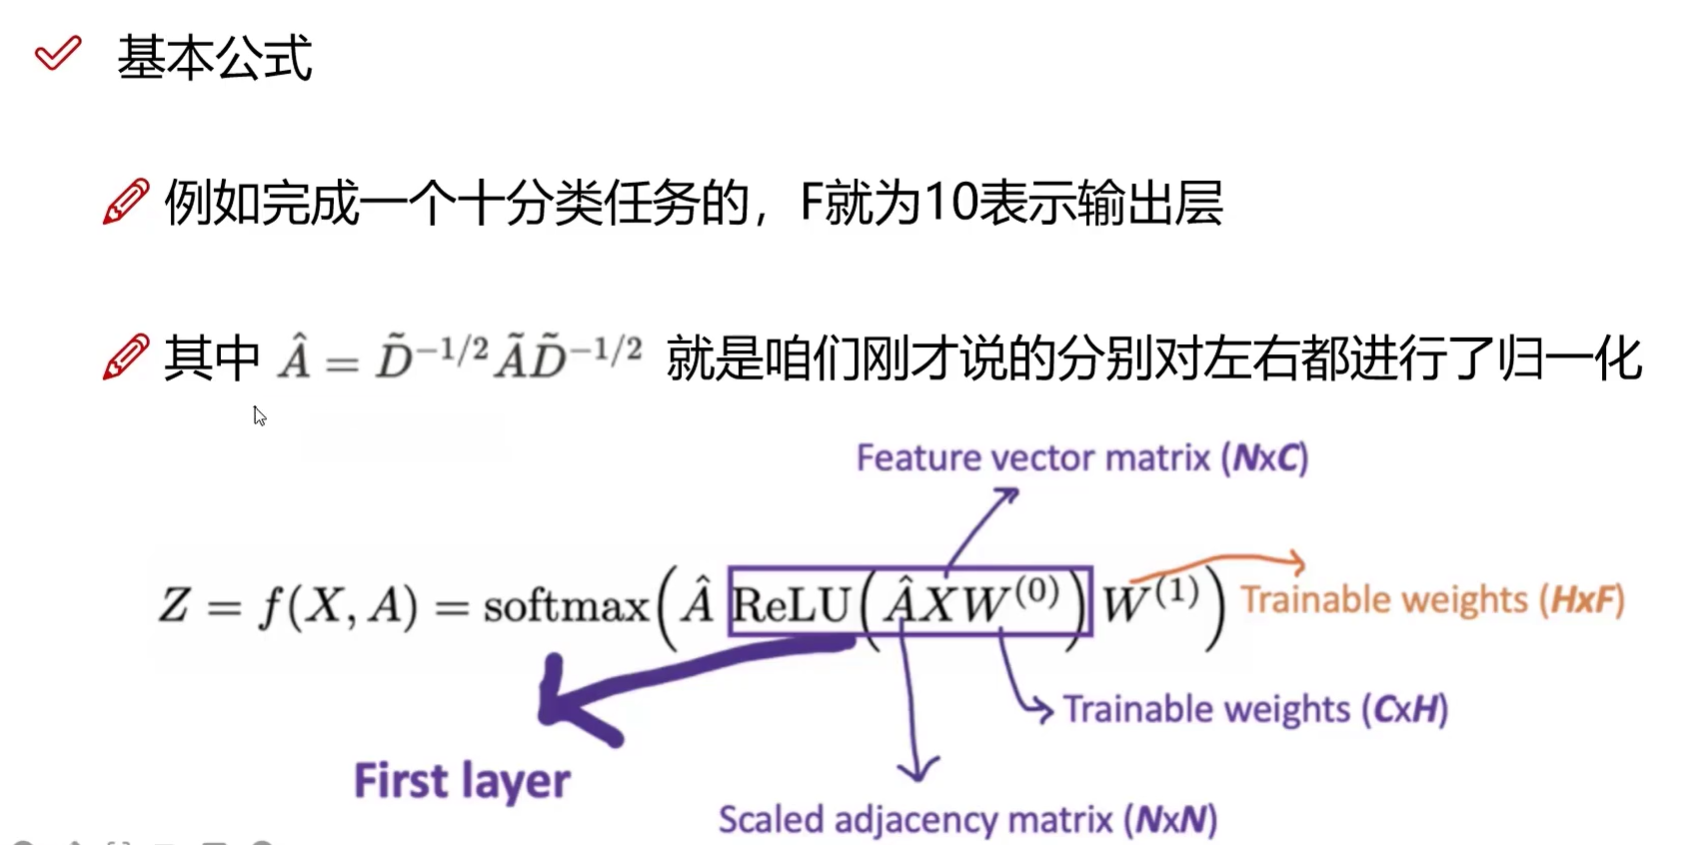 基本公式
例如完成一个十分类任务的，F就为10表示输出层
其中 Â = D̃^{-1/2} Ã D̃^{-1/2} 就是咱们刚才说的分别对左右都进行了归一化
Feature vector matrix (NxC)
Z = f(X, A) = softmax(Â ReLU(ÂXW^{(0)}) W^{(1)}) Trainable weights (HxF)
Trainable weights (CxH)
First layer
Scaled adjacency matrix (NxN)